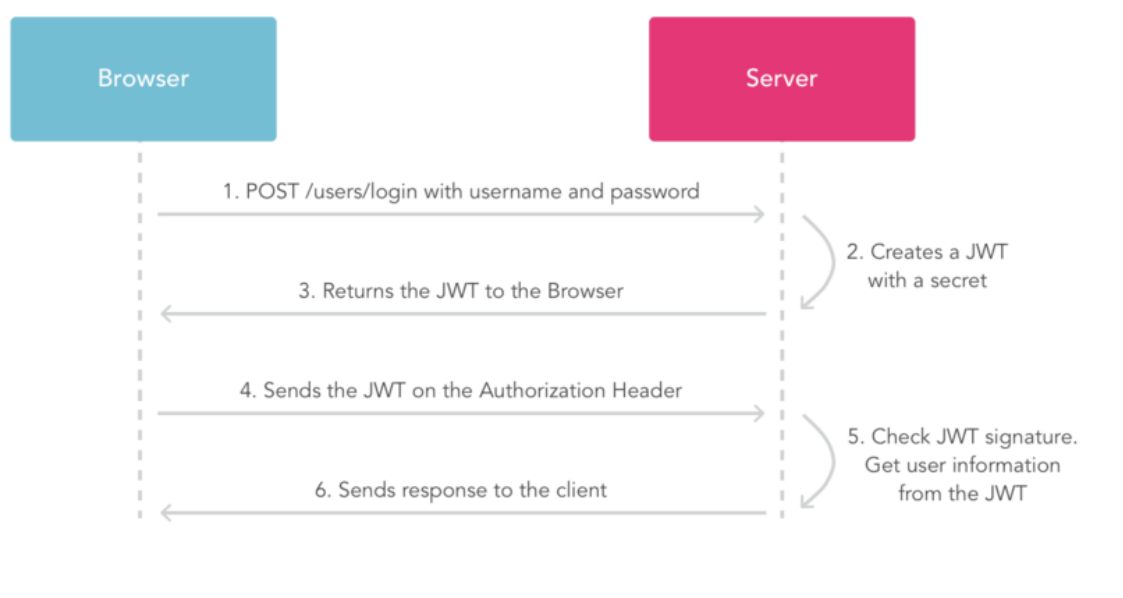 Browser
Server
1. POST /users/login with username and password
2. Creates a JWT
with a secret
3. Returns the JWT to the Browser
4. Sends the JWT on the Authorization Header
5. Check JWT signature.
Get user information
from the JWT
6. Sends response to the client